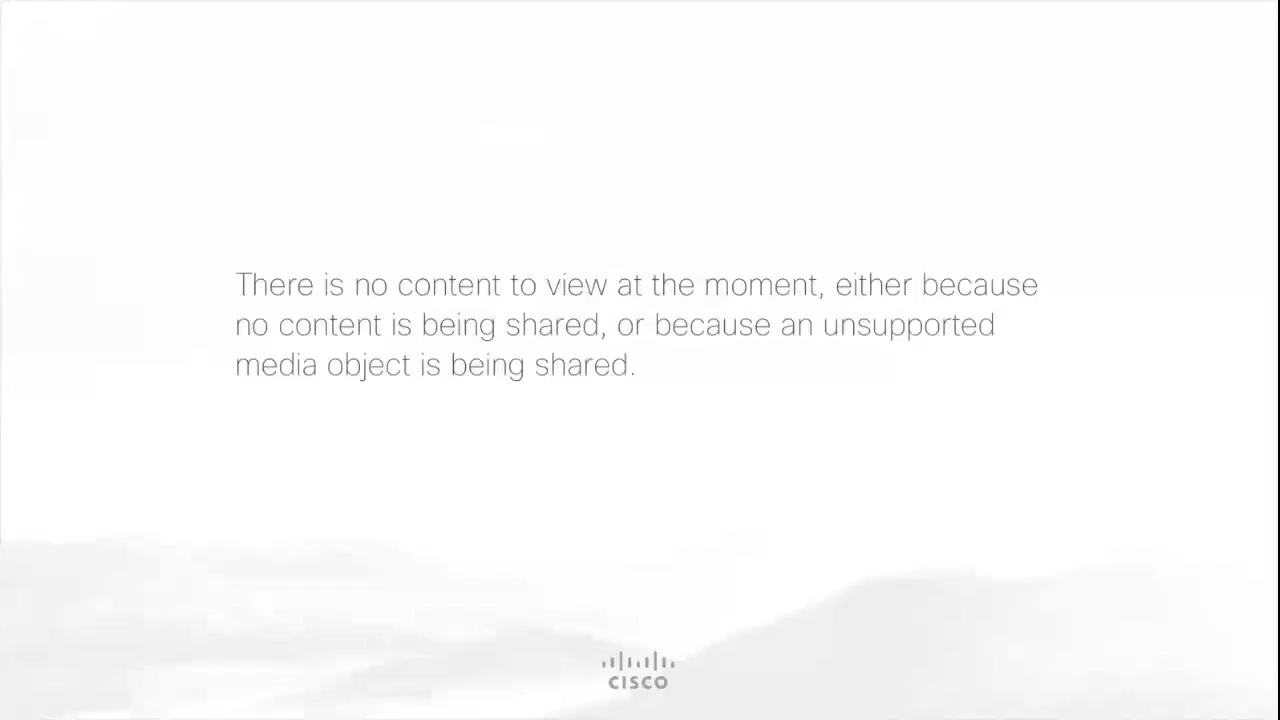 There is no content to view at the moment, either because
no content is being shared, or because an unsupported
media object is being shared.
CISCO